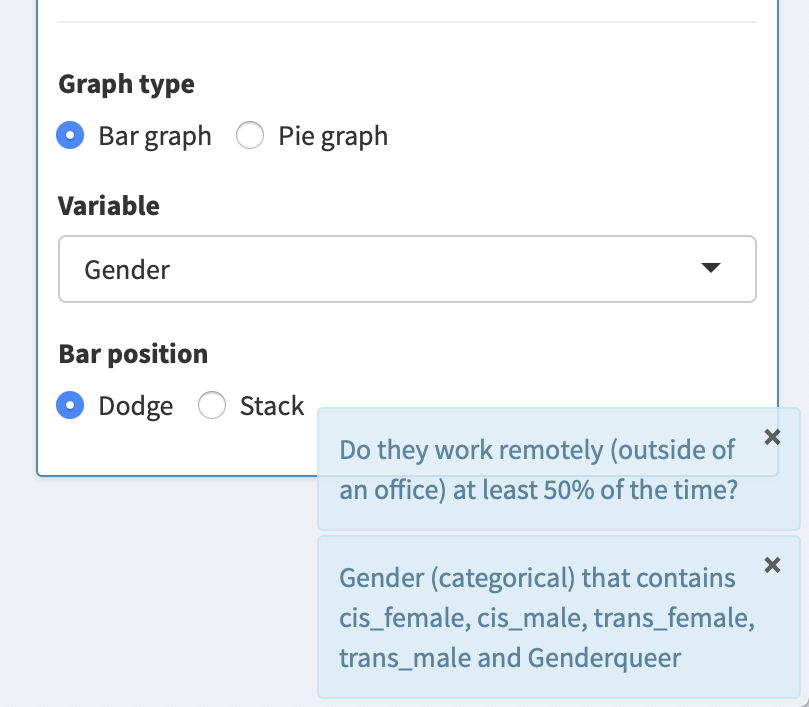 Graph type
Bar graph Pie graph
Variable
Gender
Bar position
Dodge Stack
Do they work remotely (outside of
an office) at least 50% of the time?
Gender (categorical) that contains
cis_female, cis_male, trans_female,
trans_male and Genderqueer